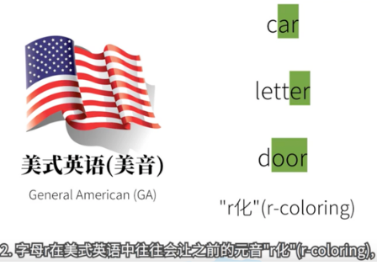 car
letter
door
美式英语(美音)
General American (GA)
"r化"(r-coloring)
2. 字母r在美式英语中往往会让之前的元音"r化"(r-coloring),